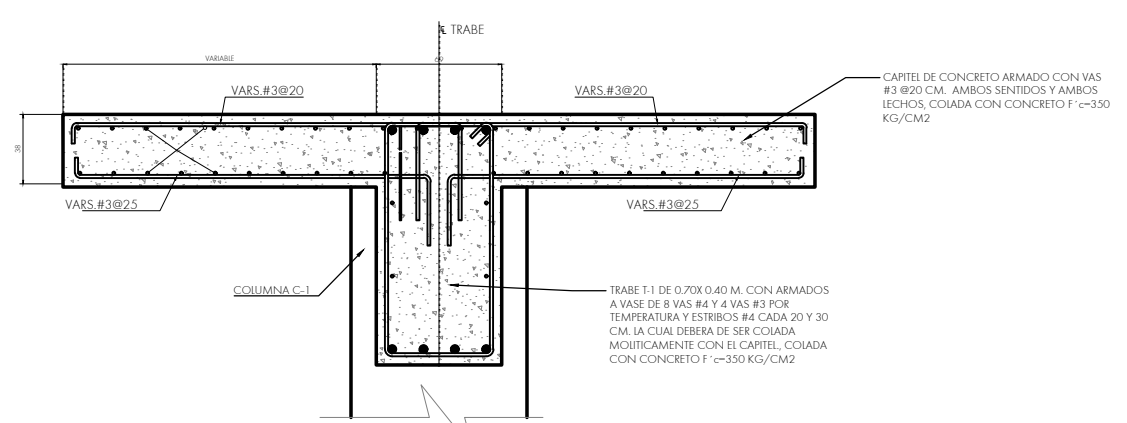 ℄ TRABE
VARIABLE
60
VARS.#3@20
VARS.#3@20
CAPITEL DE CONCRETO ARMADO CON VAS
#3 @20 CM. AMBOS SENTIDOS Y AMBOS
LECHOS, COLADA CON CONCRETO F´c=350
KG/CM2
38
VARS.#3@25
VARS.#3@25
COLUMNA C-1
TRABE T-1 DE 0.70X 0.40 M. CON ARMADOS
A VASE DE 8 VAS #4 Y 4 VAS #3 POR
TEMPERATURA Y ESTRIBOS #4 CADA 20 Y 30
CM. LA CUAL DEBERA DE SER COLADA
MOLITICAMENTE CON EL CAPITEL, COLADA
CON CONCRETO F´c=350 KG/CM2